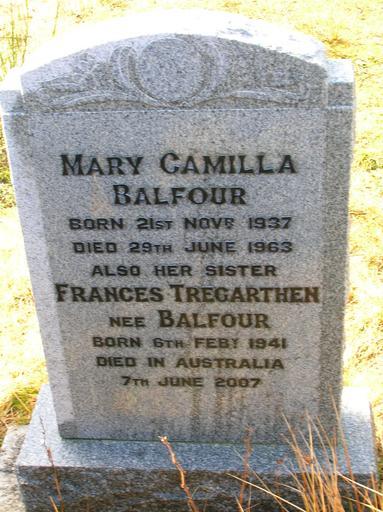 MARY CAMILLA
BALFOUR
BORN 21ST NOVR 1937
DIED 29TH JUNE 1963
ALSO HER SISTER
FRANCES TREGARTHEN
NEE BALFOUR
BORN 6TH FEBY 1941
DIED IN AUSTRALIA
7TH JUNE 2007